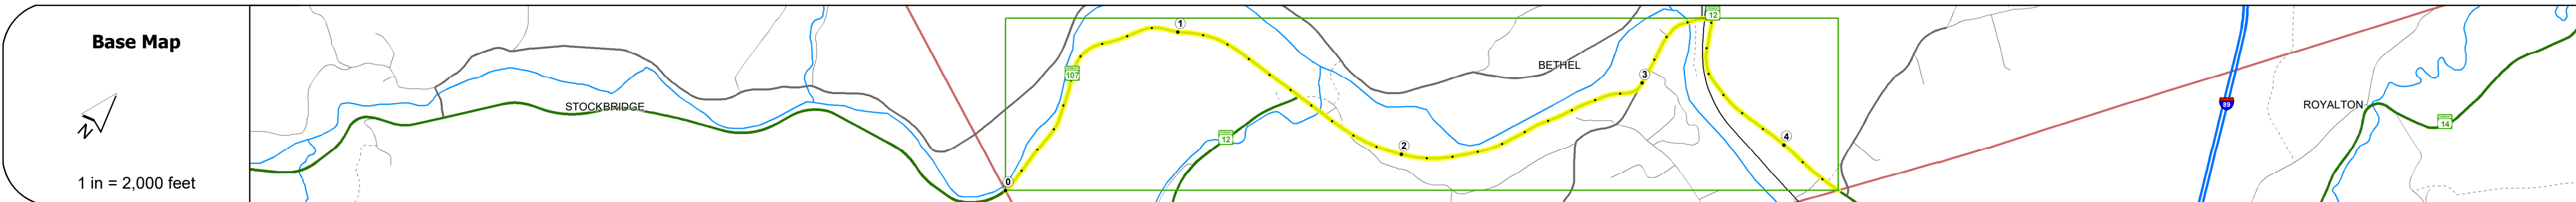 Base Map
N
1 in = 2,000 feet
STOCKBRIDGE
0
107
1
12
2
BETHEL
3
12
4
89
ROYALTON
14